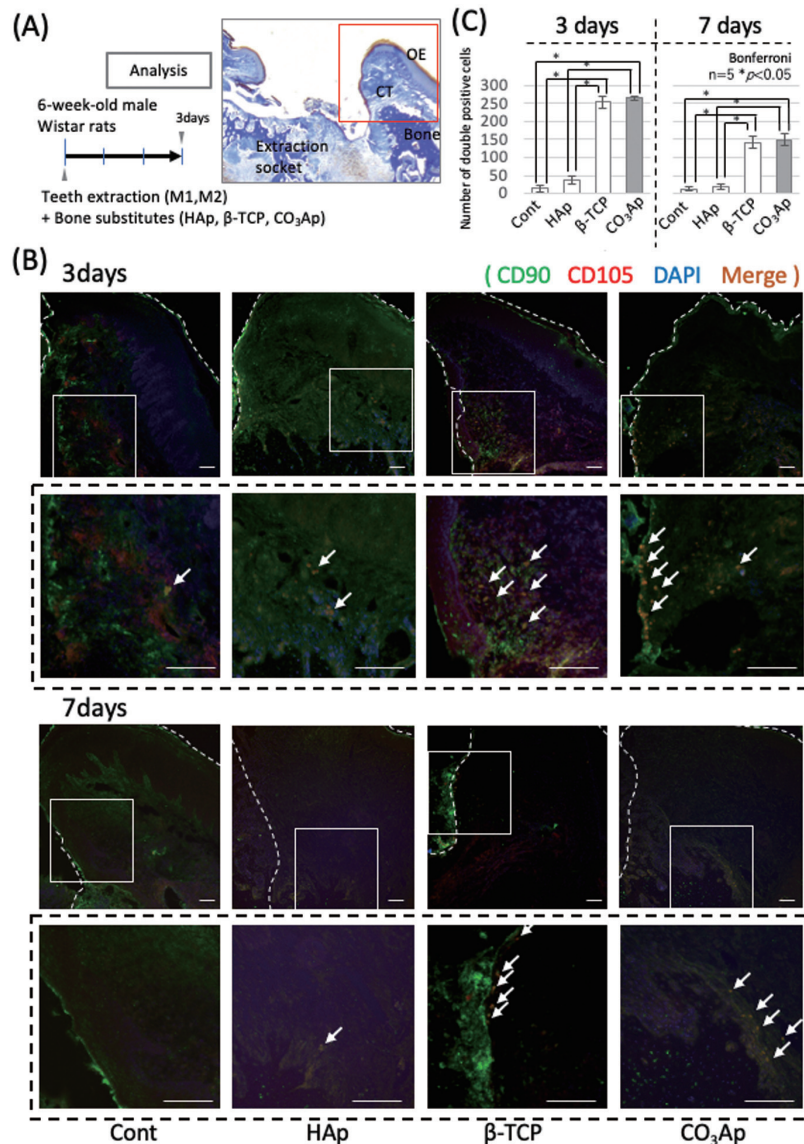 (A)
Analysis
6-week-old male
Wistar rats
3days
Teeth extraction (M1,M2)
+ Bone substitutes (HAp, β-TCP, CO₃Ap)
OE
CT
Bone
Extraction
socket
(C)
3 days
7 days
Bonferroni
n=5 *p<0.05
Number of double positive cells
300
250
200
150
100
50
0
*
*
*
*
*
*
*
*
Cont
HAp
β-TCP
CO₃Ap
Cont
HAp
β-TCP
CO₃Ap
(B)
3days
( CD90 CD105 DAPI Merge )
7days
Cont
HAp
β-TCP
CO₃Ap